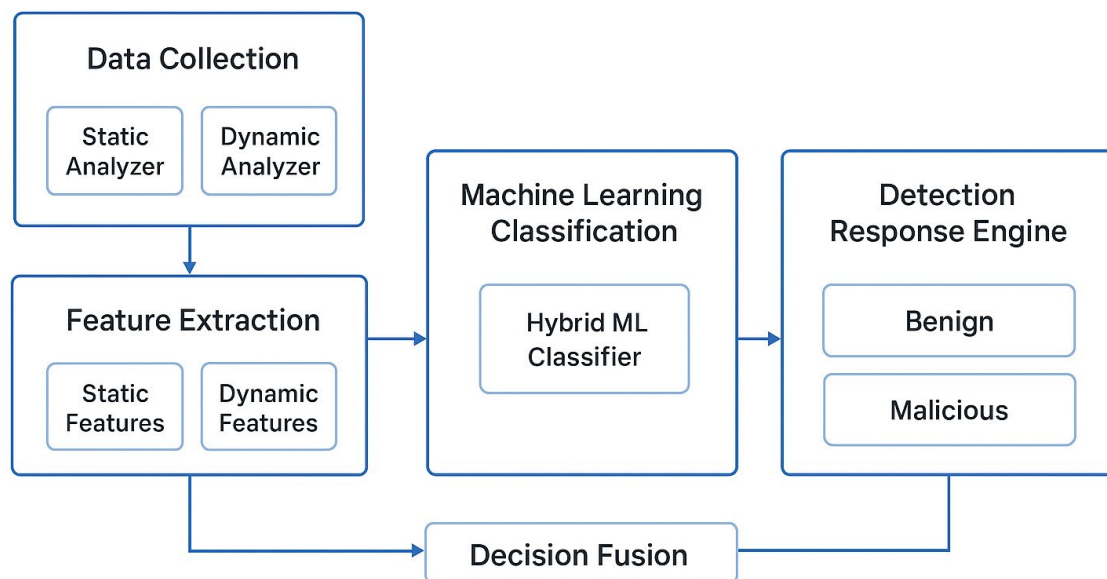 Data Collection
Static
Analyzer
Dynamic
Analyzer
Feature Extraction
Static
Features
Dynamic
Features
Machine Learning
Classification
Hybrid ML
Classifier
Detection
Response Engine
Benign
Malicious
Decision Fusion